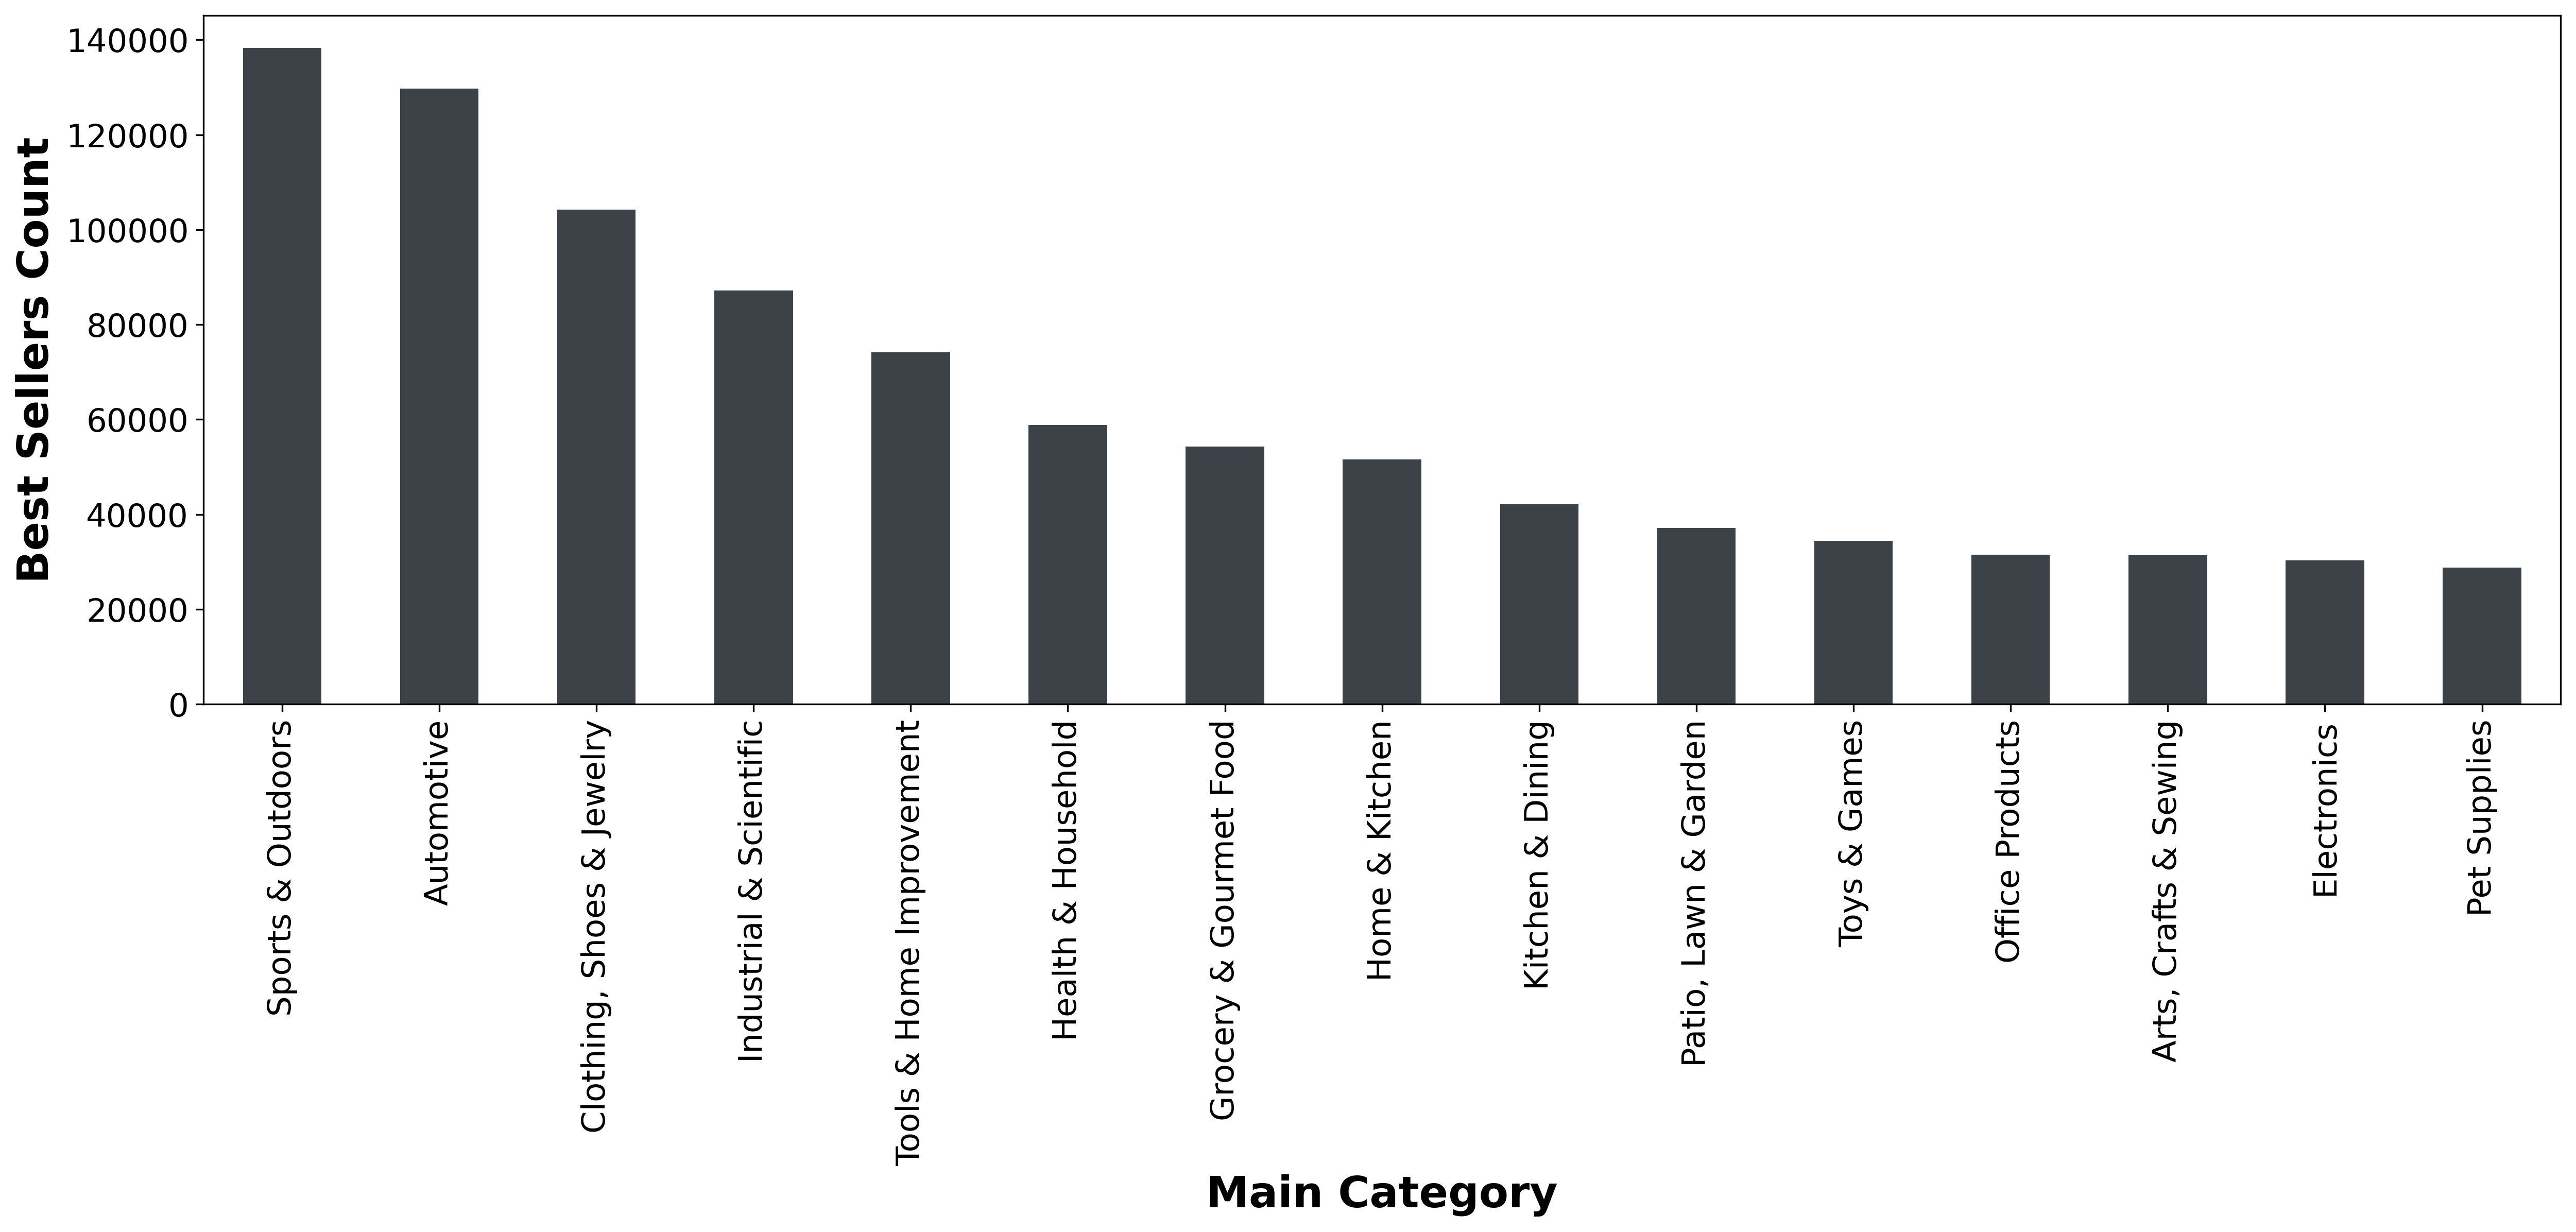 Best Sellers Count
140000
120000
100000
80000
60000
40000
20000
0
Sports & Outdoors
Automotive
Clothing, Shoes & Jewelry
Industrial & Scientific
Tools & Home Improvement
Health & Household
Grocery & Gourmet Food
Home & Kitchen
Kitchen & Dining
Patio, Lawn & Garden
Toys & Games
Office Products
Arts, Crafts & Sewing
Electronics
Pet Supplies
Main Category